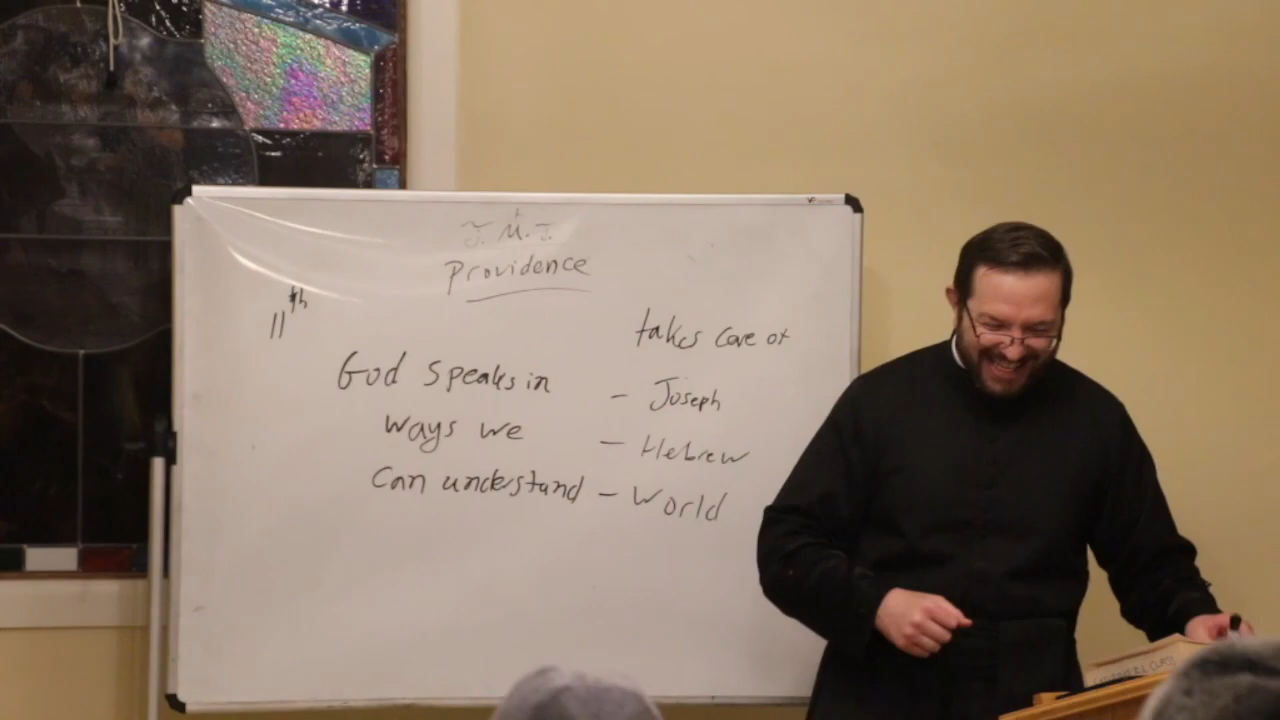 J. M. J.
Providence
11th
takes care of
God speaks in
- Joseph
ways we
- Hebrew
can understand
- World